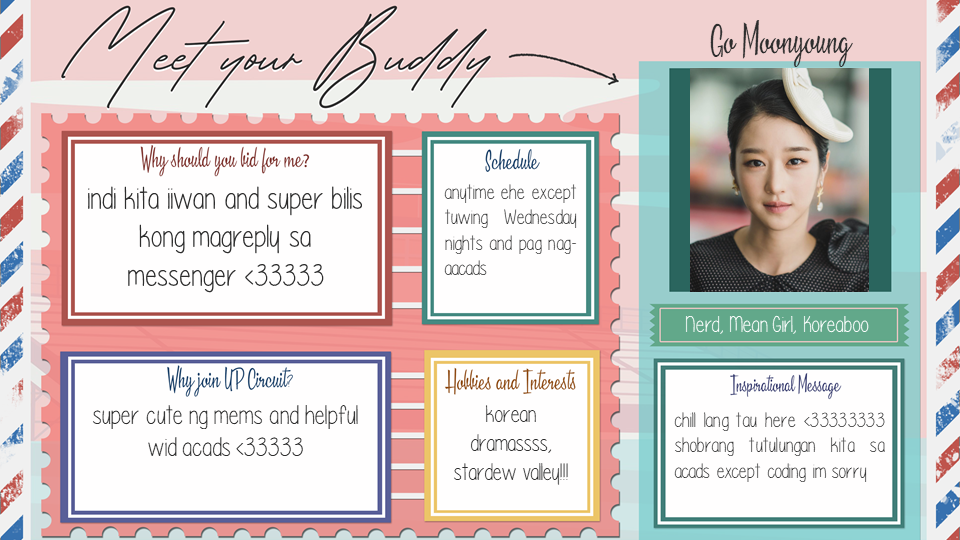 Meet your Buddy
Go Moonyoung
Why should you bid for me?
indi kita iiwan and super bilis
kong magreply sa
messenger <33333
Schedule
anytime ehe except
tuwing Wednesday
nights and pag nag-
aacads
Nerd, Mean Girl, Koreaboo
Why join UP Circuit?
super cute ng mems and helpful
wid acads <33333
Hobbies and Interests
korean
dramassss,
stardew valley!!!
Inspirational Message
chill lang tau here <33333333
shobrang tutulungan kita sa
acads except coding im sorry